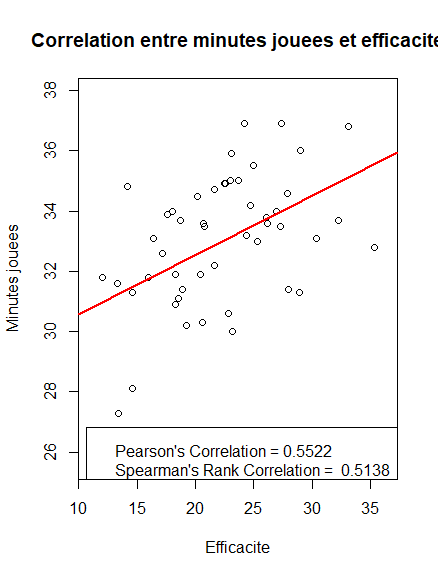 Correlation entre minutes jouees et efficacite
38
36
34
32
30
28
26
Minutes jouees
Pearson's Correlation = 0.5522
Spearman's Rank Correlation = 0.5138
10 15 20 25 30 35
Efficacite